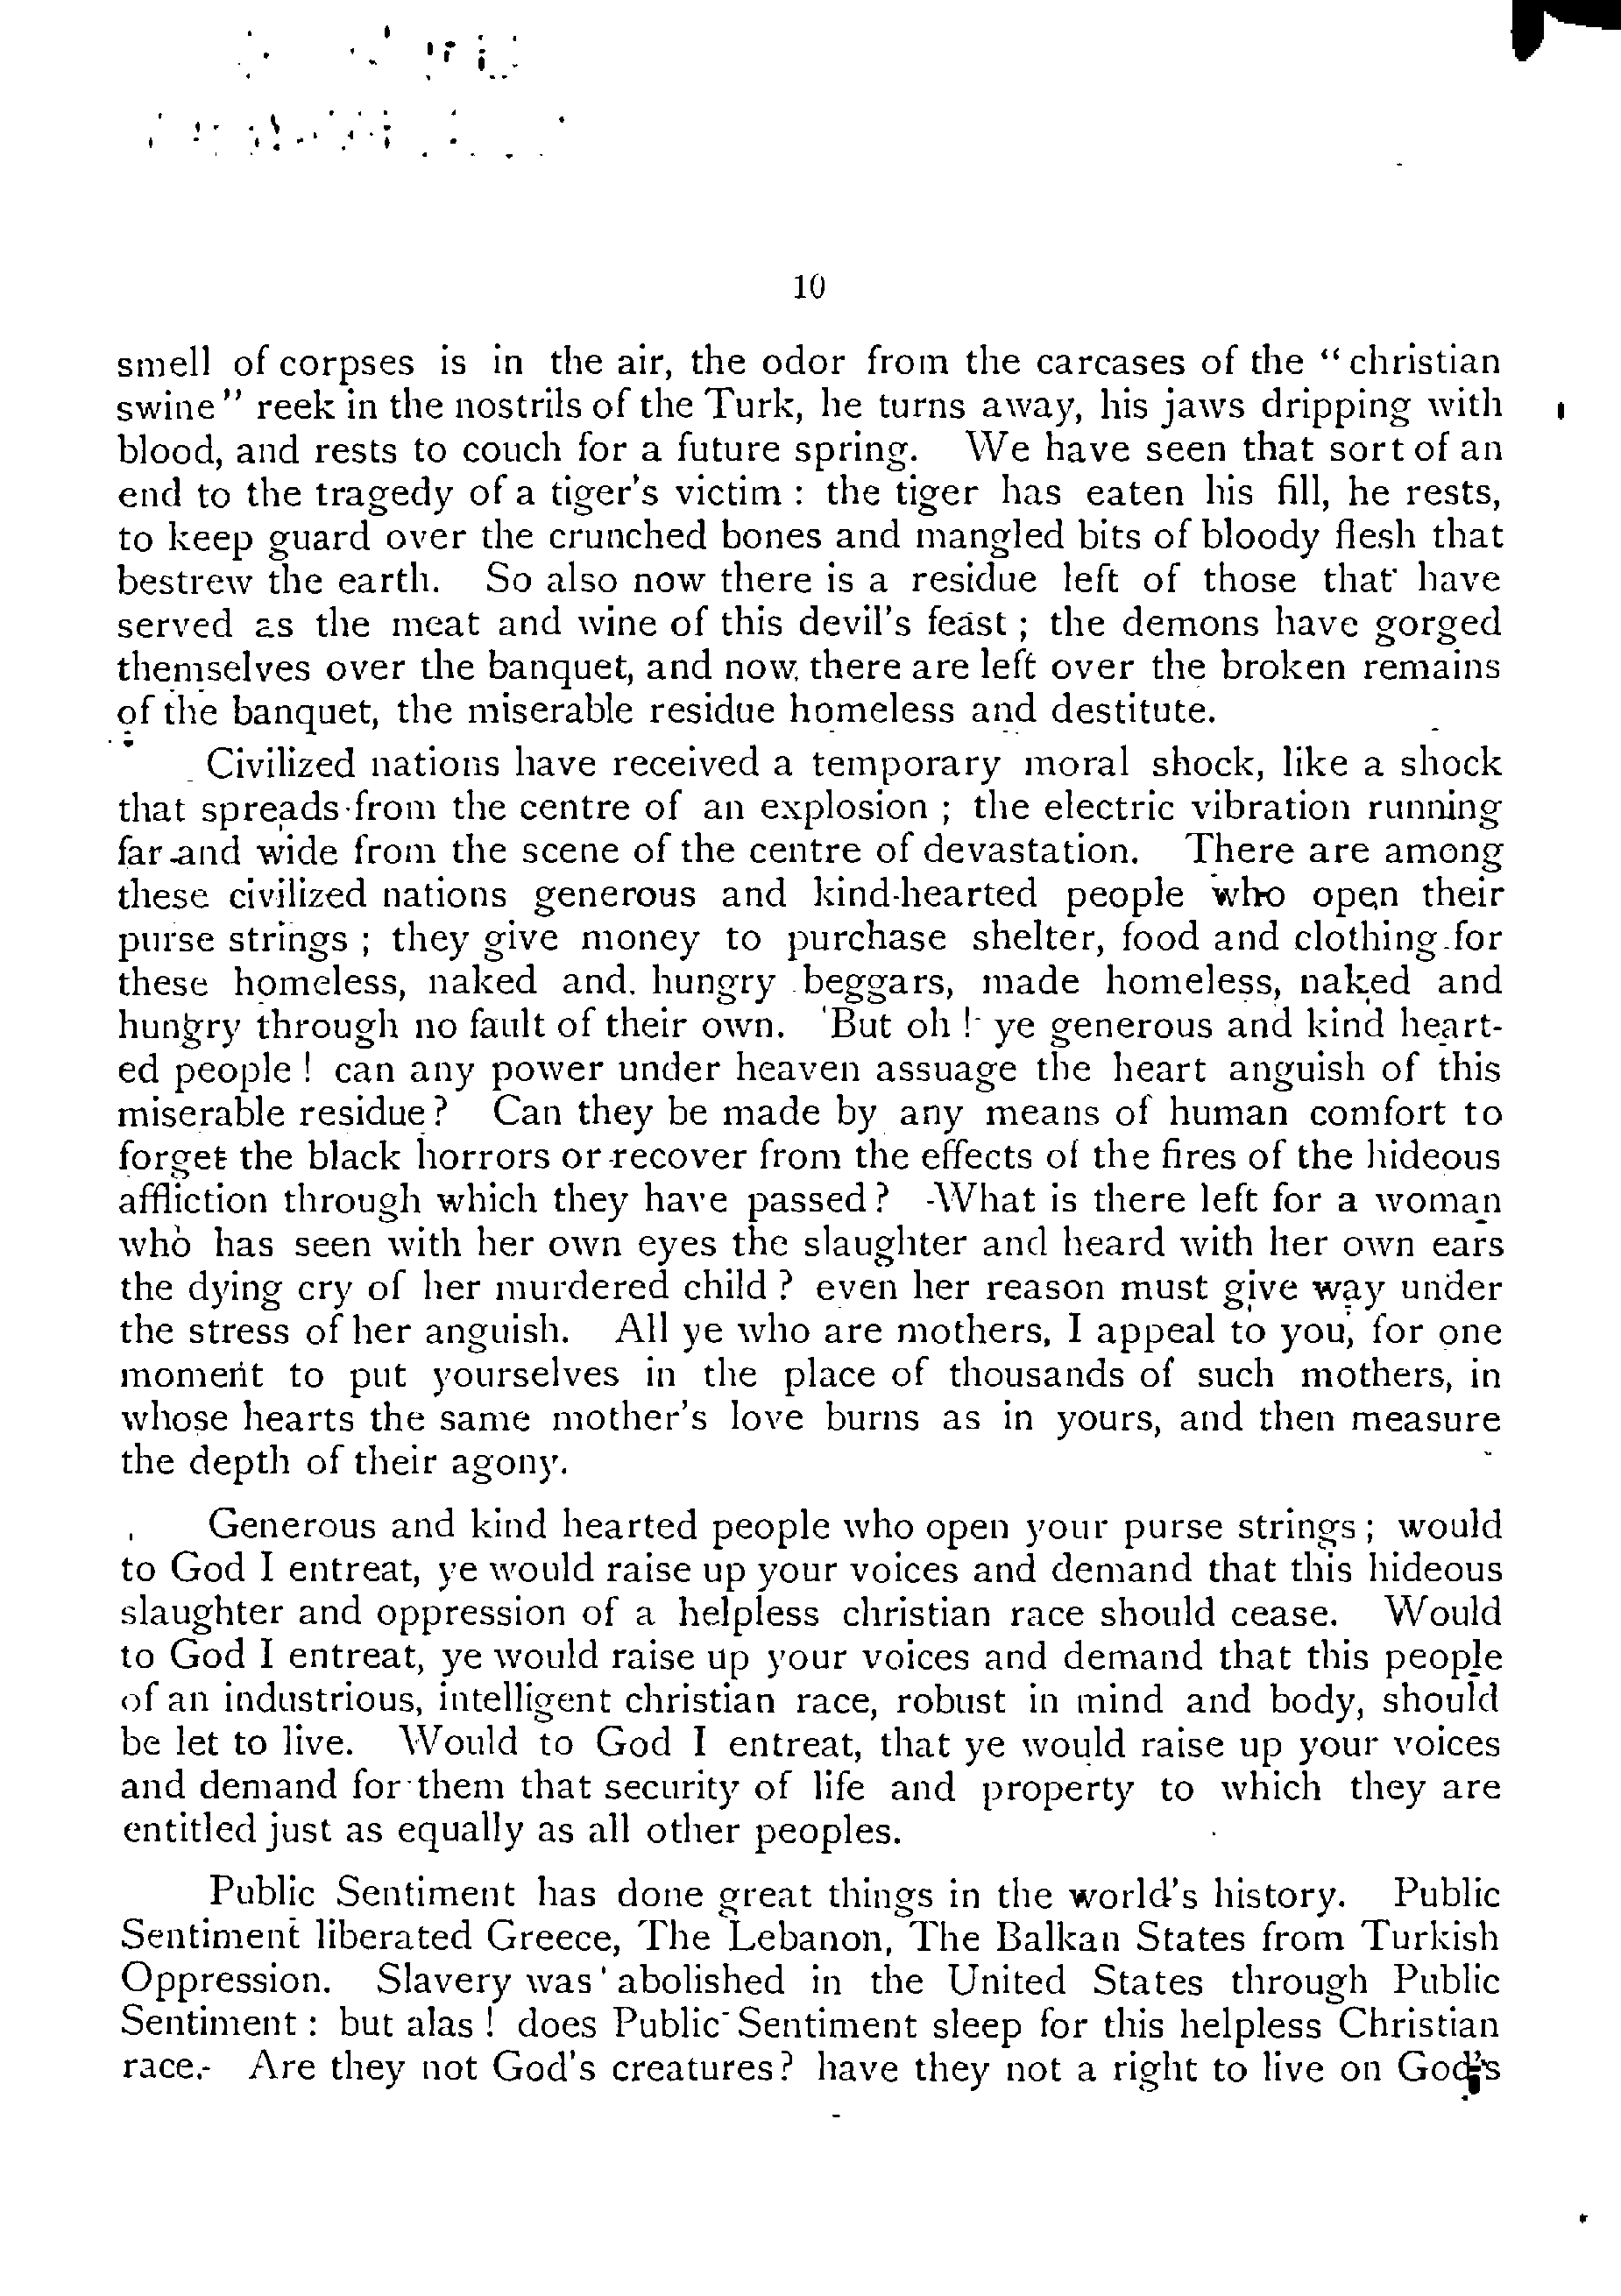 10
smell of corpses is in the air, the odor from the carcases of the “christian
swine” reek in the nostrils of the Turk, he turns away, his jaws dripping with
blood, and rests to couch for a future spring. We have seen that sort of an
end to the tragedy of a tiger's victim : the tiger has eaten his fill, he rests,
to keep guard over the crunched bones and mangled bits of bloody flesh that
bestrew the earth. So also now there is a residue left of those that have
served as the meat and wine of this devil's feast ; the demons have gorged
themselves over the banquet, and now there are left over the broken remains
of the banquet, the miserable residue homeless and destitute.
Civilized nations have received a temporary moral shock, like a shock
that spreads from the centre of an explosion ; the electric vibration running
far and wide from the scene of the centre of devastation. There are among
these civilized nations generous and kind-hearted people who open their
purse strings ; they give money to purchase shelter, food and clothing for
these homeless, naked and hungry beggars, made homeless, naked and
hungry through no fault of their own. But oh ! ye generous and kind heart-
ed people ! can any power under heaven assuage the heart anguish of this
miserable residue ? Can they be made by any means of human comfort to
forget the black horrors or recover from the effects of the fires of the hideous
affliction through which they have passed ? What is there left for a woman
who has seen with her own eyes the slaughter and heard with her own ears
the dying cry of her murdered child ? even her reason must give way under
the stress of her anguish. All ye who are mothers, I appeal to you, for one
moment to put yourselves in the place of thousands of such mothers, in
whose hearts the same mother's love burns as in yours, and then measure
the depth of their agony.
Generous and kind hearted people who open your purse strings ; would
to God I entreat, ye would raise up your voices and demand that this hideous
slaughter and oppression of a helpless christian race should cease. Would
to God I entreat, ye would raise up your voices and demand that this people
of an industrious, intelligent christian race, robust in mind and body, should
be let to live. Would to God I entreat, that ye would raise up your voices
and demand for them that security of life and property to which they are
entitled just as equally as all other peoples.
Public Sentiment has done great things in the world's history. Public
Sentiment liberated Greece, The Lebanon, The Balkan States from Turkish
Oppression. Slavery was abolished in the United States through Public
Sentiment : but alas ! does Public Sentiment sleep for this helpless Christian
race. Are they not God's creatures ? have they not a right to live on God's